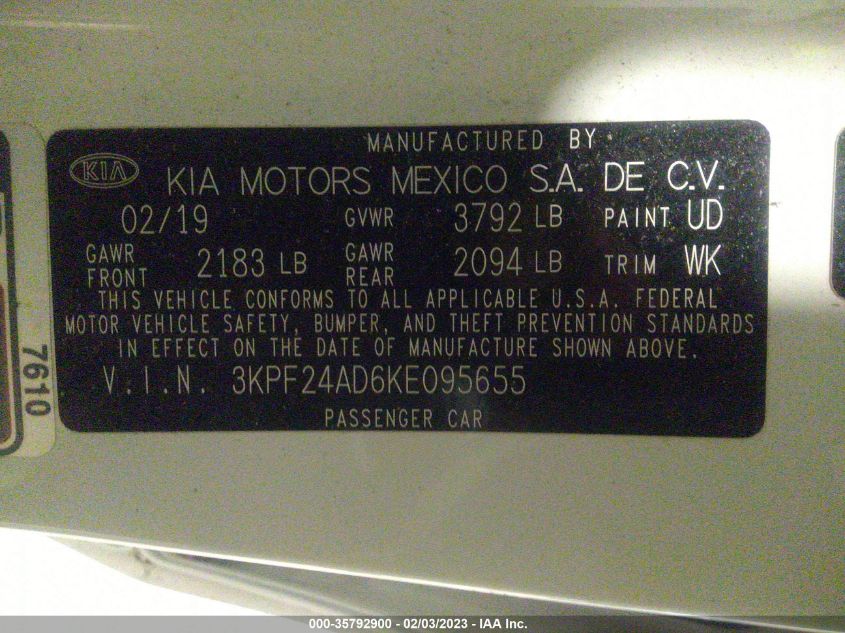 MANUFACTURED BY
KIA KIA MOTORS MEXICO S.A. DE C.V.
02/19 GVWR 3792 LB PAINT UD
GAWR FRONT 2183 LB GAWR REAR 2094 LB TRIM WK
THIS VEHICLE CONFORMS TO ALL APPLICABLE U.S.A. FEDERAL
MOTOR VEHICLE SAFETY, BUMPER, AND THEFT PREVENTION STANDARDS
IN EFFECT ON THE DATE OF MANUFACTURE SHOWN ABOVE.
V.I.N. 3KPF24AD6KE095655
PASSENGER CAR
7610
000-35792900 - 02/03/2023 - IAA Inc.